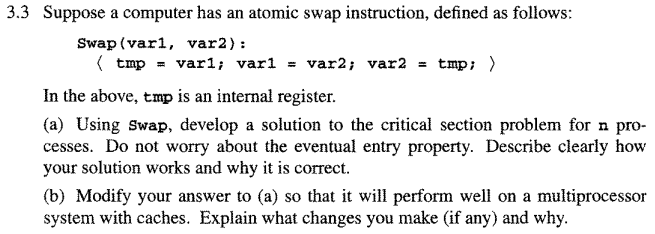 3.3 Suppose a computer has an atomic swap instruction, defined as follows:
Swap(var1, var2):
⟨ tmp = var1; var1 = var2; var2 = tmp; ⟩
In the above, tmp is an internal register.
(a) Using Swap, develop a solution to the critical section problem for n pro-
cesses. Do not worry about the eventual entry property. Describe clearly how
your solution works and why it is correct.
(b) Modify your answer to (a) so that it will perform well on a multiprocessor
system with caches. Explain what changes you make (if any) and why.